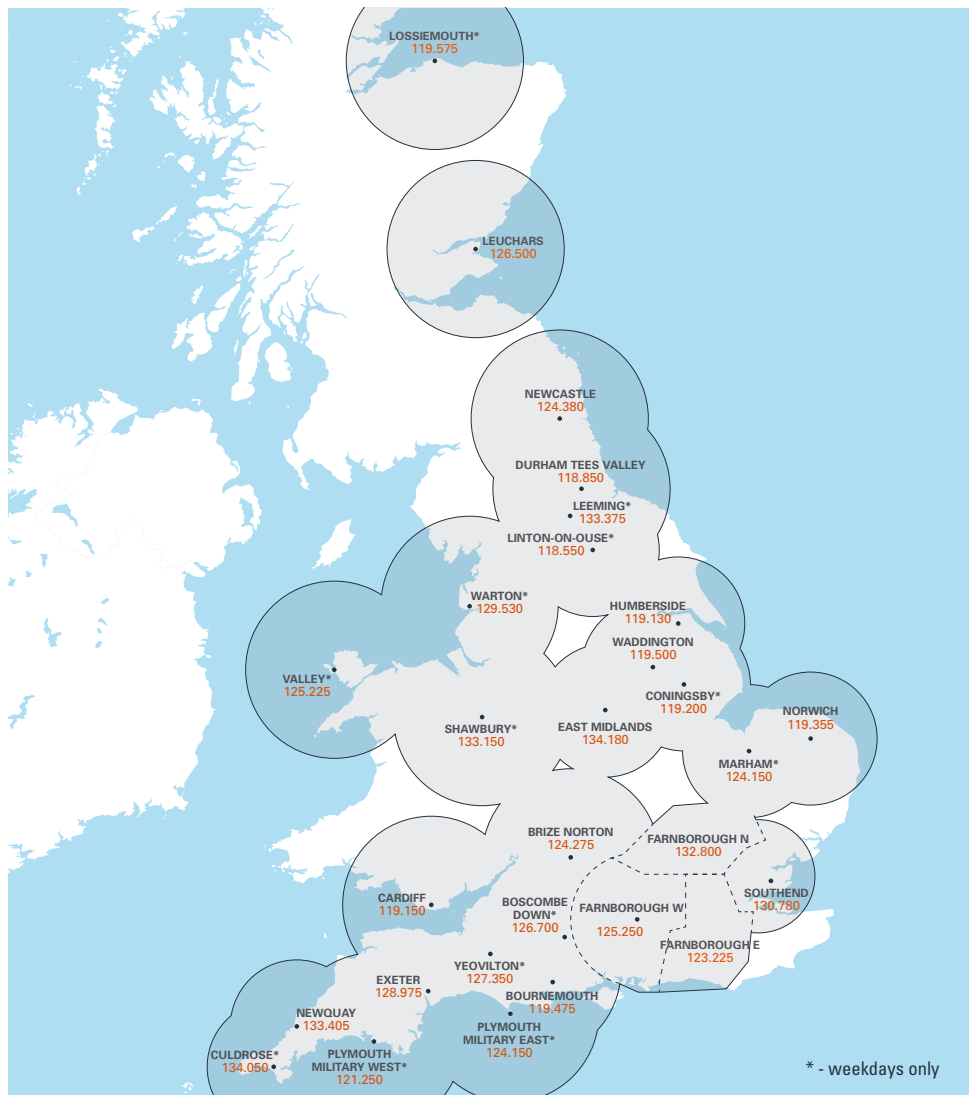 LOSSIEMOUTH*
119.575
LEUCHARS
126.500
NEWCASTLE
124.380
DURHAM TEES VALLEY
118.850
LEEMING*
133.375
LINTON-ON-OUSE*
118.550
WARTON*
129.530
HUMBERSIDE
119.130
WADDINGTON
119.500
VALLEY*
125.225
CONINGSBY*
119.200
SHAWBURY*
133.150
EAST MIDLANDS
134.180
NORWICH
119.355
MARHAM*
124.150
BRIZE NORTON
124.275
FARNBOROUGH N
132.800
CARDIFF
119.150
BOSCOMBE
DOWN*
126.700
FARNBOROUGH W
125.250
SOUTHEND
130.780
FARNBOROUGH E
123.225
YEOVILTON*
127.350
EXETER
128.975
BOURNEMOUTH
119.475
NEWQUAY
133.405
PLYMOUTH
MILITARY EAST*
124.150
CULDROSE*
134.050
PLYMOUTH
MILITARY WEST*
121.250
* - weekdays only